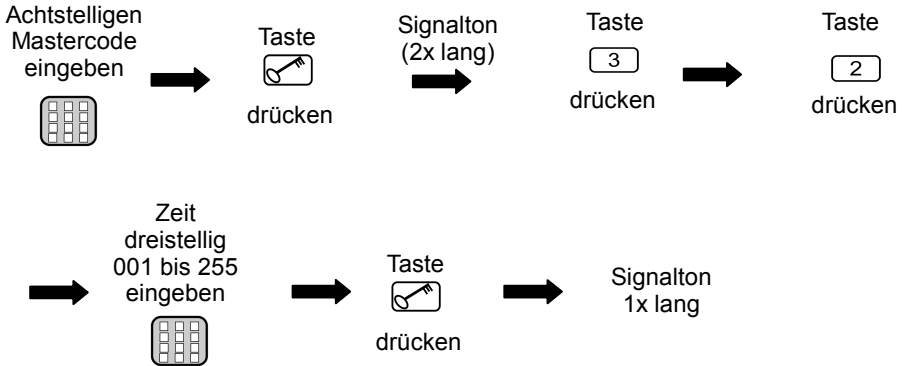 Achtstelligen
Mastercode
eingeben
Taste
drücken
Signalton
(2x lang)
Taste
3
drücken
Taste
2
drücken
Zeit
dreistellig
001 bis 255
eingeben
Taste
drücken
Signalton
1x lang